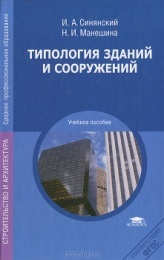 И. А. Синянский
Н. И. Манешина
ТИПОЛОГИЯ ЗДАНИЙ
И СООРУЖЕНИЙ
Учебное пособие
Среднее профессиональное образование
СТРОИТЕЛЬСТВО И АРХИТЕКТУРА